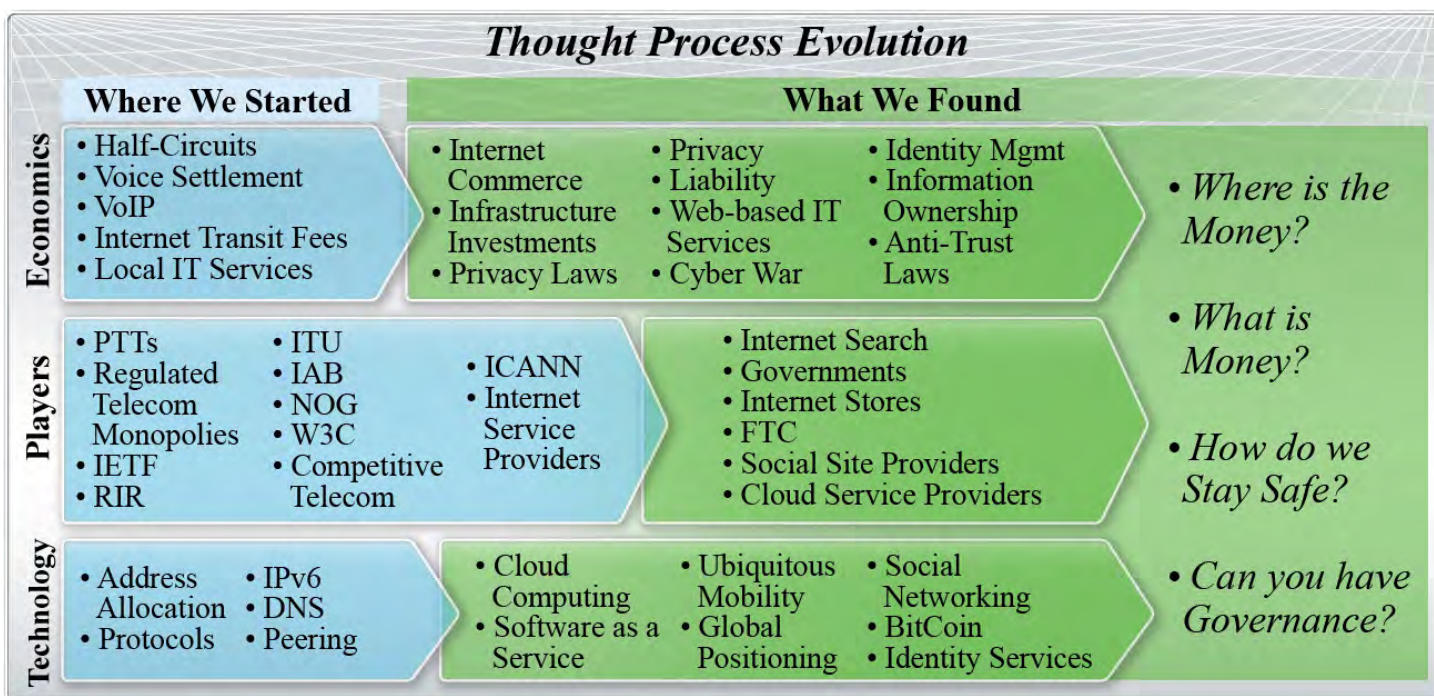 Thought Process Evolution
Where We Started
What We Found
Economics
• Half-Circuits
• Voice Settlement
• VoIP
• Internet Transit Fees
• Local IT Services
• Internet
Commerce
• Infrastructure
Investments
• Privacy Laws
• Privacy
• Liability
• Web-based IT
Services
• Cyber War
• Identity Mgmt
• Information
Ownership
• Anti-Trust
Laws
Players
• PTTs
• Regulated
Telecom
Monopolies
• IETF
• RIR
• ITU
• IAB
• NOG
• W3C
• Competitive
Telecom
• ICANN
• Internet
Service
Providers
• Internet Search
• Governments
• Internet Stores
• FTC
• Social Site Providers
• Cloud Service Providers
Technology
• Address
Allocation
• Protocols
• IPv6
• DNS
• Peering
• Cloud
Computing
• Software as a
Service
• Ubiquitous
Mobility
• Global
Positioning
• Social
Networking
• BitCoin
• Identity Services
• Where is the
Money?
• What is
Money?
• How do we
Stay Safe?
• Can you have
Governance?